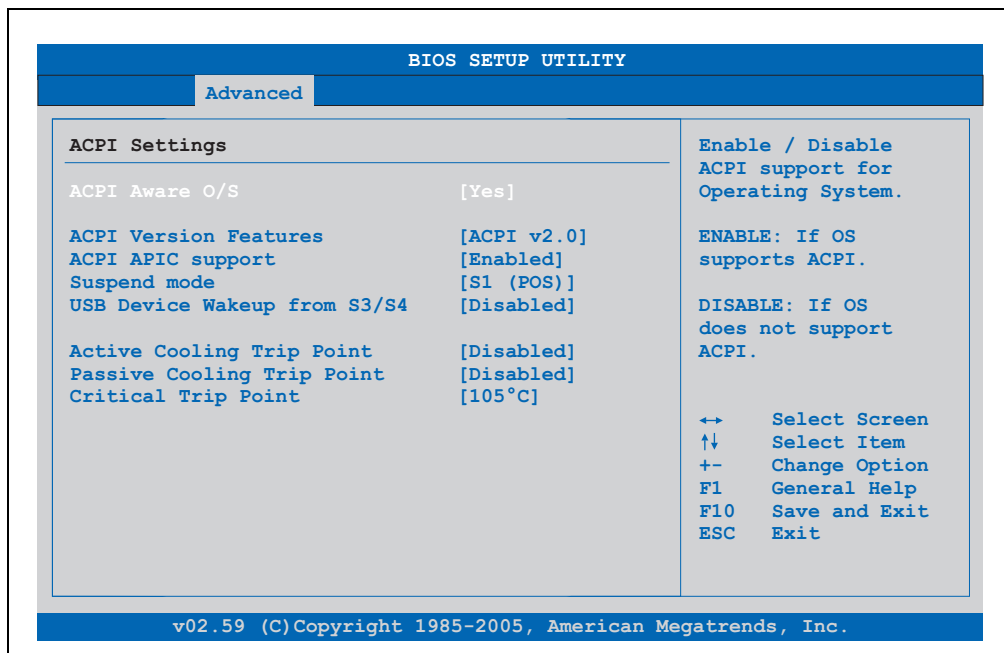 BIOS SETUP UTILITY
Advanced
ACPI Settings
ACPI Aware O/S [Yes]
ACPI Version Features [ACPI v2.0]
ACPI APIC support [Enabled]
Suspend mode [S1 (POS)]
USB Device Wakeup from S3/S4 [Disabled]
Active Cooling Trip Point [Disabled]
Passive Cooling Trip Point [Disabled]
Critical Trip Point [105°C]
Enable / Disable
ACPI support for
Operating System.
ENABLE: If OS
supports ACPI.
DISABLE: If OS
does not support
ACPI.
↔ Select Screen
↑↓ Select Item
+- Change Option
F1 General Help
F10 Save and Exit
ESC Exit
v02.59 (C)Copyright 1985-2005, American Megatrends, Inc.